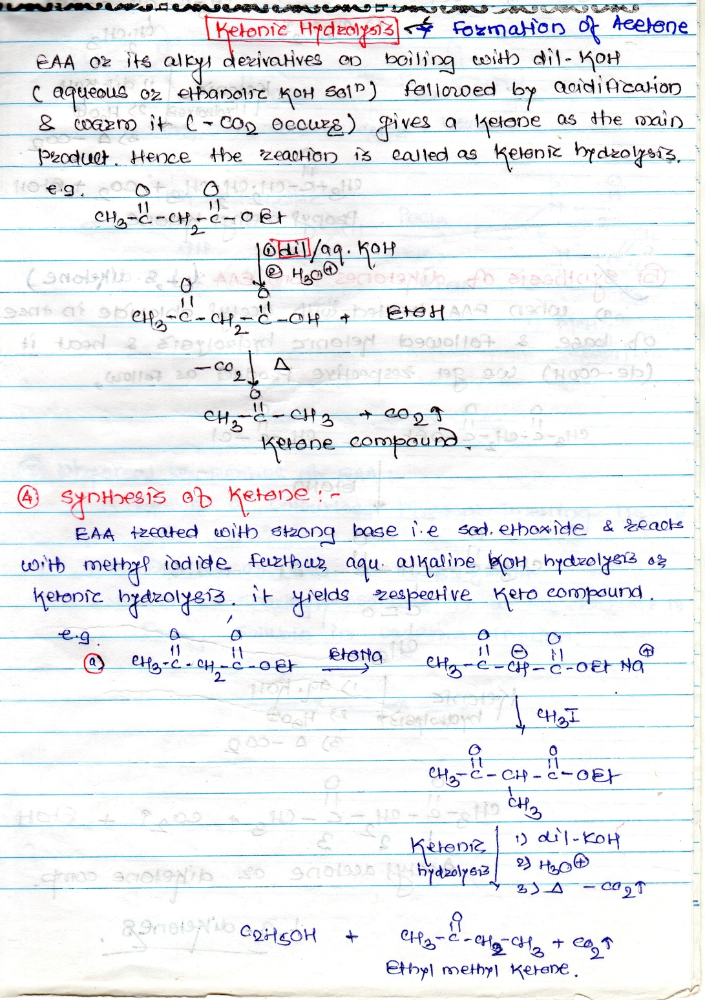 Ketonic Hydrolysis → Formation of Acetone
EAA or its alkyl derivatives on boiling with dil-KOH
(aqueous or ethanolic KOH solⁿ) followed by acidification
& warm it (-CO2 occurs) gives a ketone as the main
Product. Hence the reaction is called as Ketonic hydrolysis.
e.g. O O
CH3-C-CH2-C-OEt
① dil/aq. KOH
② H3O⊕
O O
CH3-C-CH2-C-OH + EtOH
-CO2 ↓ Δ
O
CH3-C-CH3 + CO2↑
Ketone compound.
④ Synthesis of Ketone :-
EAA treated with strong base i.e sod. ethoxide & reacts
with methyl iodide furthur aqu. alkaline KOH hydrolysis or
Ketonic hydrolysis. it yields respective Keto compound.
e.g. O O O O
ⓐ CH3-C-CH2-C-OEt EtONa → CH3-C-CH⊖-C-OEt Na⊕
↓ CH3I
O O
CH3-C-CH-C-OEt
CH3
Ketonic 1) dil-KOH
hydrolysis 2) H3O⊕
3) Δ -CO2↑
O
C2H5OH + CH3-C-CH2-CH3 + CO2↑
Ethyl methyl Ketone.